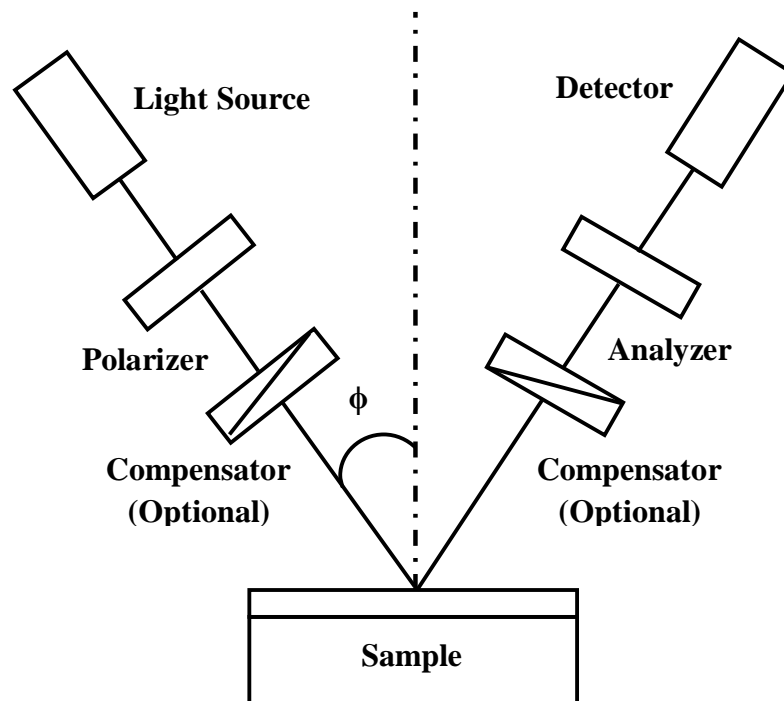 Light Source
Detector
Polarizer
Analyzer
ϕ
Compensator
(Optional)
Compensator
(Optional)
Sample